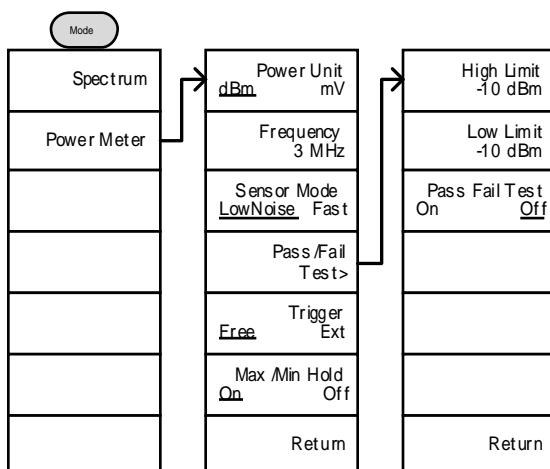 Mode
Spectrum
Power Meter
Power Unit
dBm mV
Frequency
3 MHz
Sensor Mode
LowNoise Fast
Pass/Fail
Test>
Trigger
Free Ext
Max/Min Hold
On Off
Return
High Limit
-10 dBm
Low Limit
-10 dBm
Pass Fail Test
On Off
Return